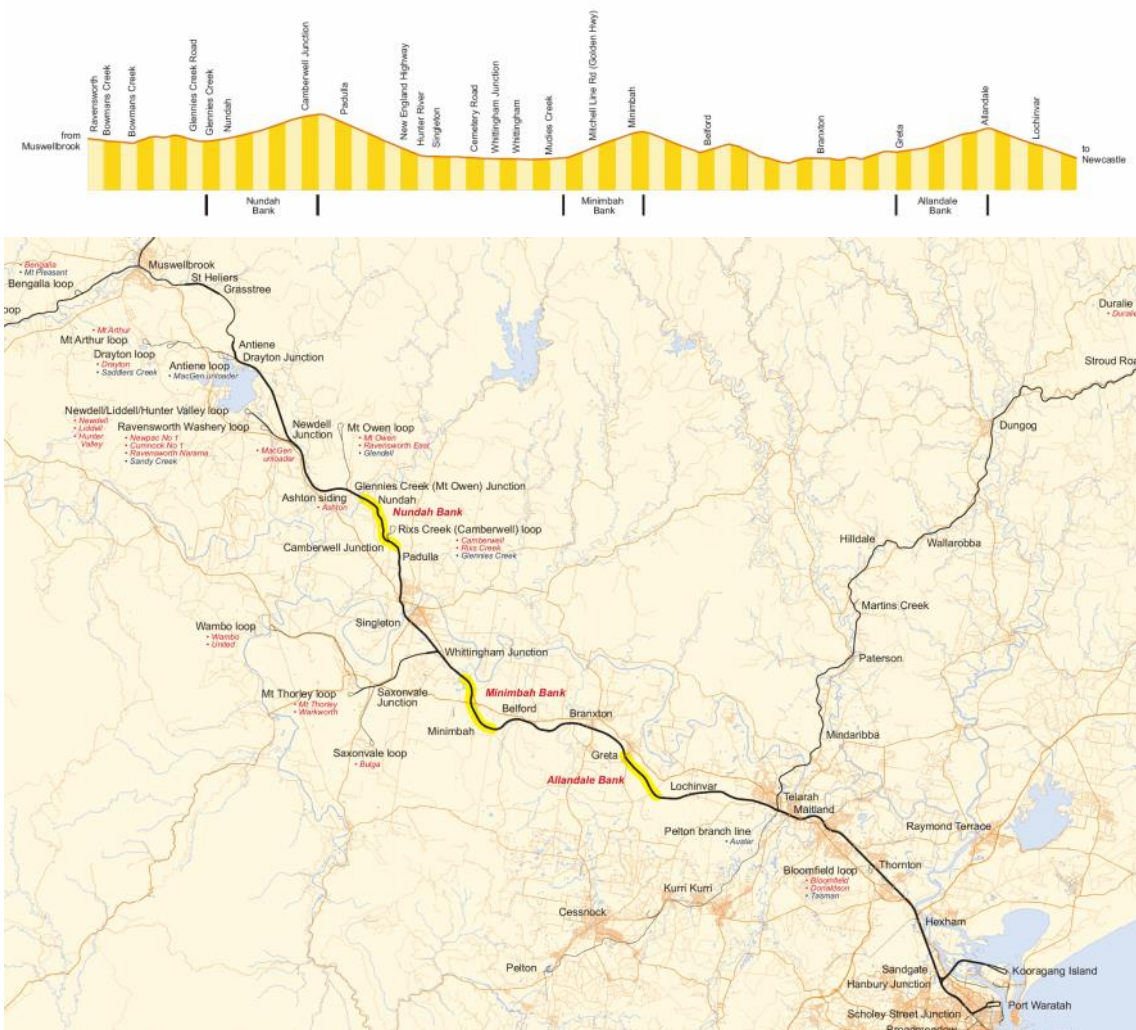 Ravensworth
Bowmans Creek
Bowmans Creek
Glennies Creek Road
Glennies Creek
Nundah
Camberwell Junction
Padulla
New England Highway
Hunter River
Singleton
Cemetery Road
Whittingham Junction
Whittingham
Mudies Creek
Mitchell Line Rd (Golden Hwy)
Minimbah
Belford
Branxton
Greta
Allandale
Lochinvar
from
Muswellbrook
to
Newcastle
Nundah
Bank
Minimbah
Bank
Allandale
Bank
• Bengalla
• Mt Pleasant
Bengalla loop
oop
Muswellbrook
St Heliers
Grasstree
• Mt Arthur
Mt Arthur loop
Drayton loop
• Drayton
• Saddlers Creek
Antiene
Drayton Junction
Antiene loop
• MacGen unloader
Newdell/Liddell/Hunter Valley loop
• Newdell
• Liddell
• Hunter
Valley
Ravensworth Washery loop
• Newpac No 1
• Cumnock No 1
• Ravensworth Narama
• Sandy Creek
• MacGen
unloader
Newdell
Junction
Mt Owen loop
• Mt Owen
• Ravensworth East
• Glendell
Glennies Creek (Mt Owen) Junction
Ashton siding
• Ashton
Nundah
Nundah Bank
Rixs Creek (Camberwell) loop
• Camberwell
• Rixs Creek
• Glennies Creek
Camberwell Junction
Padulla
Duralie
• Duralie
Stroud Roa
Dungog
Hilldale
Wallarobba
Martins Creek
Paterson
Mindaribba
Wambo loop
• Wambo
• United
Singleton
Whittingham Junction
Mt Thorley loop
• Mt Thorley
• Warkworth
Saxonvale
Junction
Saxonvale loop
• Bulga
Minimbah Bank
Minimbah
Belford
Branxton
Greta
Allandale Bank
Lochinvar
Telarah
Maitland
Pelton branch line
• Austar
Raymond Terrace
Bloomfield loop
• Bloomfield
• Donaldson
• Tasman
Thornton
Kurri Kurri
Cessnock
Pelton
Hexham
Sandgate
Hanbury Junction
Kooragang Island
Port Waratah
Scholey Street Junction
Broadmeadow